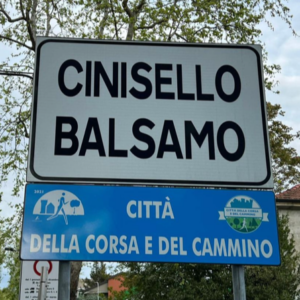 CINISELLO
BALSAMO
CITTÀ
DELLA CORSA E DEL CAMMINO